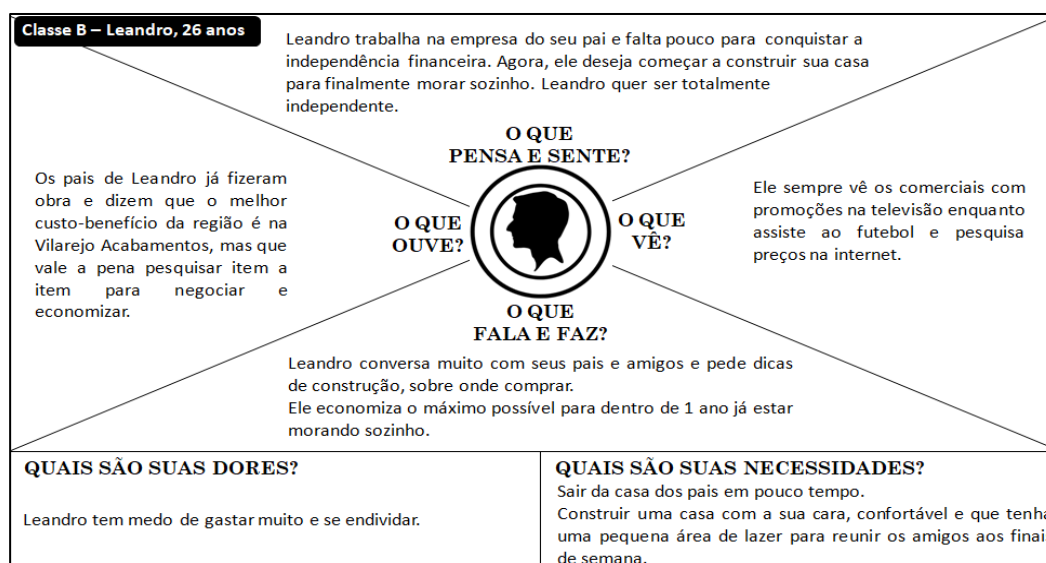 Classe B – Leandro, 26 anos
Leandro trabalha na empresa do seu pai e falta pouco para conquistar a
independência financeira. Agora, ele deseja começar a construir sua casa
para finalmente morar sozinho. Leandro quer ser totalmente
independente.
O QUE
PENSA E SENTE?
Os pais de Leandro já fizeram
obra e dizem que o melhor
custo-benefício da região é na
Vilarejo Acabamentos, mas que
vale a pena pesquisar item a
item para negociar e
economizar.
O QUE
OUVE?
O QUE
VÊ?
Ele sempre vê os comerciais com
promoções na televisão enquanto
assiste ao futebol e pesquisa
preços na internet.
O QUE
FALA E FAZ?
Leandro conversa muito com seus pais e amigos e pede dicas
de construção, sobre onde comprar.
Ele economiza o máximo possível para dentro de 1 ano já estar
morando sozinho.
QUAIS SÃO SUAS DORES?
Leandro tem medo de gastar muito e se endividar.
QUAIS SÃO SUAS NECESSIDADES?
Sair da casa dos pais em pouco tempo.
Construir uma casa com a sua cara, confortável e que tenha
uma pequena área de lazer para reunir os amigos aos finais
de semana.